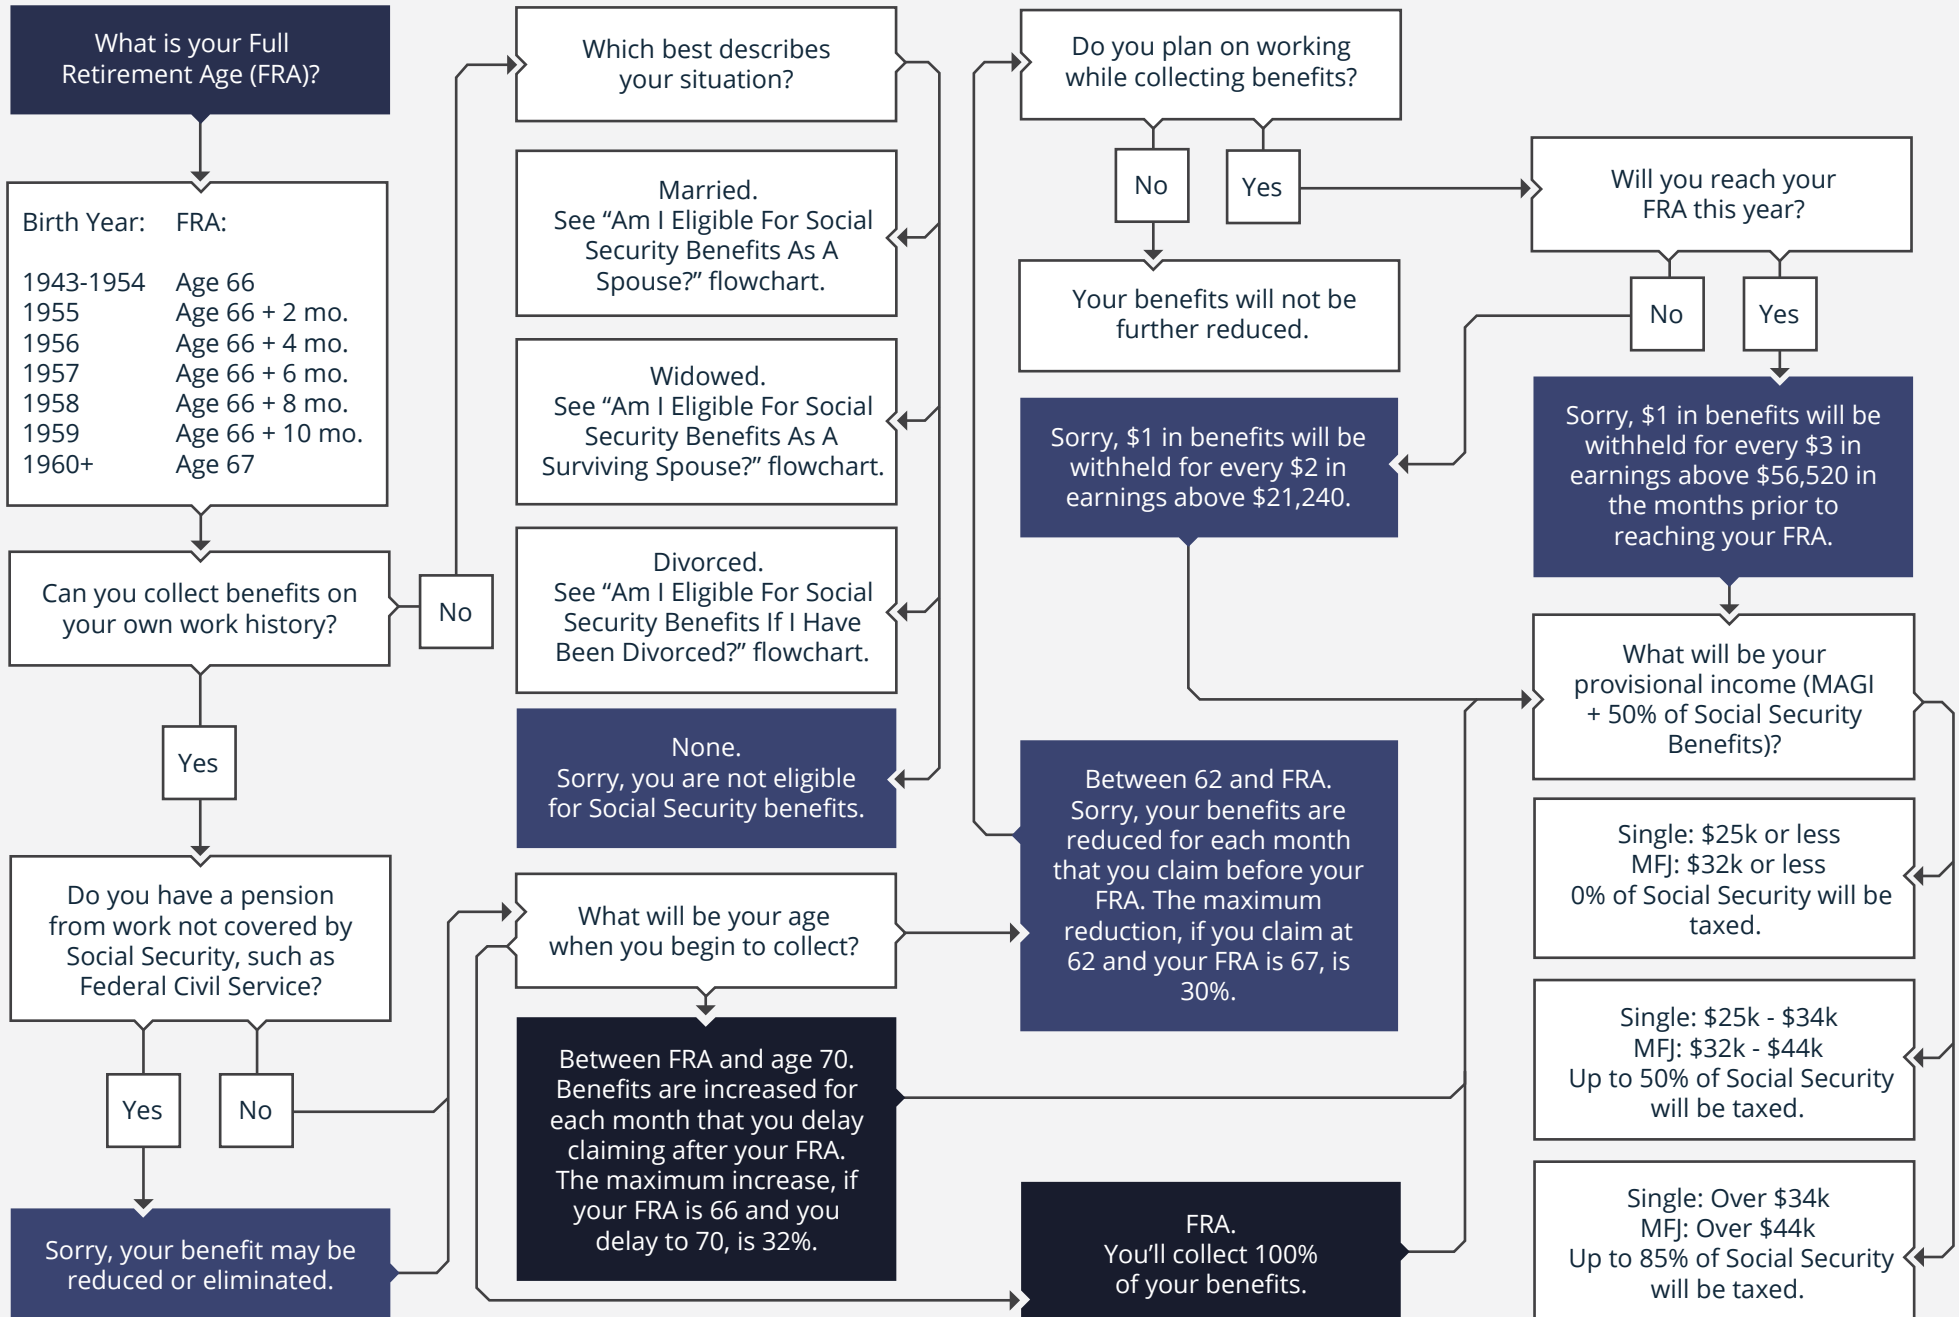 What is your Full
Retirement Age (FRA)?
Birth Year: FRA:
1943-1954 Age 66
1955 Age 66 + 2 mo.
1956 Age 66 + 4 mo.
1957 Age 66 + 6 mo.
1958 Age 66 + 8 mo.
1959 Age 66 + 10 mo.
1960+ Age 67
Can you collect benefits on
your own work history?
No
Yes
Do you have a pension
from work not covered by
Social Security, such as
Federal Civil Service?
Yes
No
Sorry, your benefit may be
reduced or eliminated.
Which best describes
your situation?
Married.
See “Am I Eligible For Social
Security Benefits As A
Spouse?” flowchart.
Widowed.
See “Am I Eligible For Social
Security Benefits As A
Surviving Spouse?” flowchart.
Divorced.
See “Am I Eligible For Social
Security Benefits If I Have
Been Divorced?” flowchart.
None.
Sorry, you are not eligible
for Social Security benefits.
What will be your age
when you begin to collect?
Between FRA and age 70.
Benefits are increased for
each month that you delay
claiming after your FRA.
The maximum increase, if
your FRA is 66 and you
delay to 70, is 32%.
Do you plan on working
while collecting benefits?
No
Yes
Your benefits will not be
further reduced.
Sorry, $1 in benefits will be
withheld for every $2 in
earnings above $21,240.
Between 62 and FRA.
Sorry, your benefits are
reduced for each month
that you claim before your
FRA. The maximum
reduction, if you claim at
62 and your FRA is 67, is
30%.
FRA.
You’ll collect 100%
of your benefits.
Will you reach your
FRA this year?
No
Yes
Sorry, $1 in benefits will be
withheld for every $3 in
earnings above $56,520 in
the months prior to
reaching your FRA.
What will be your
provisional income (MAGI
+ 50% of Social Security
Benefits)?
Single: $25k or less
MFJ: $32k or less
0% of Social Security will be
taxed.
Single: $25k - $34k
MFJ: $32k - $44k
Up to 50% of Social Security
will be taxed.
Single: Over $34k
MFJ: Over $44k
Up to 85% of Social Security
will be taxed.